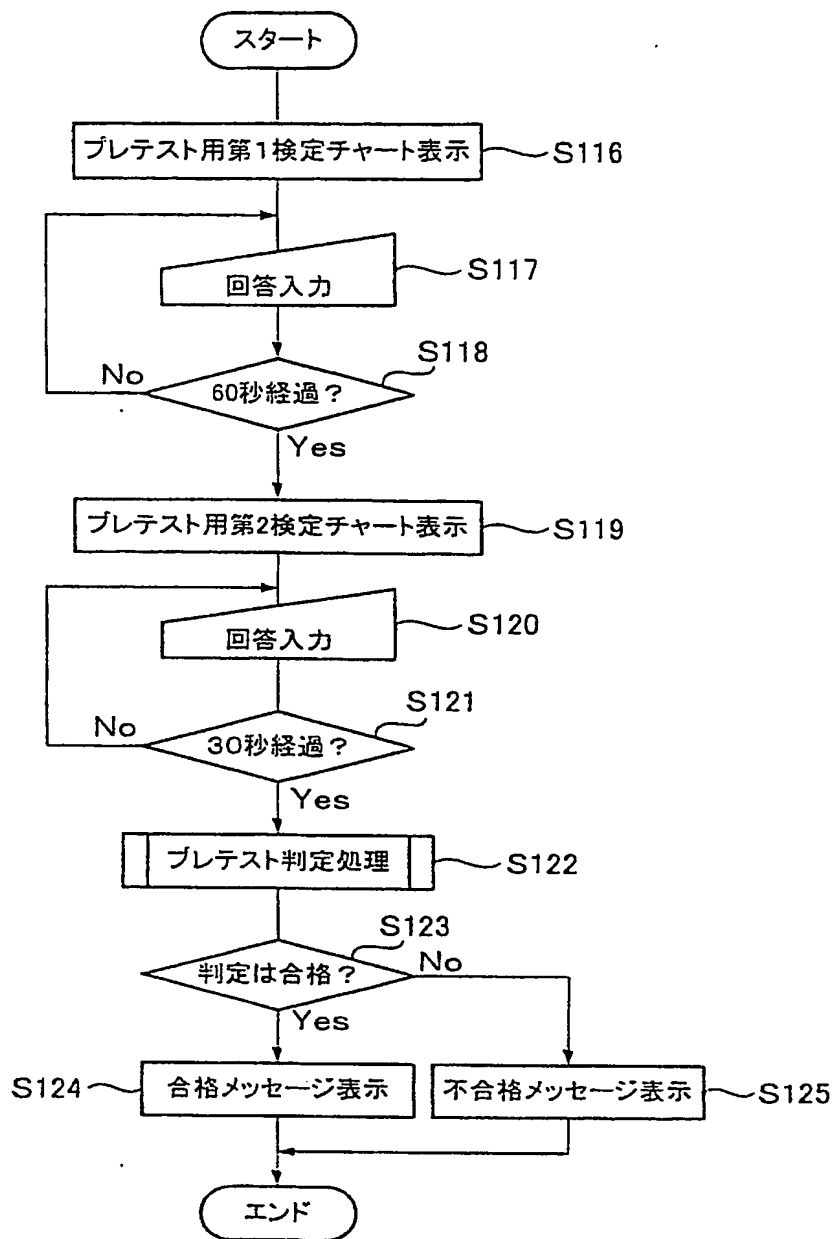 スタート
プレテスト用第1検定チャート表示
S116
回答入力
S117
S118
No
60秒経過?
Yes
プレテスト用第2検定チャート表示
S119
回答入力
S120
S121
No
30秒経過?
Yes
プレテスト判定処理
S122
S123
判定は合格?
No
Yes
S124
合格メッセージ表示
不合格メッセージ表示
S125
エンド